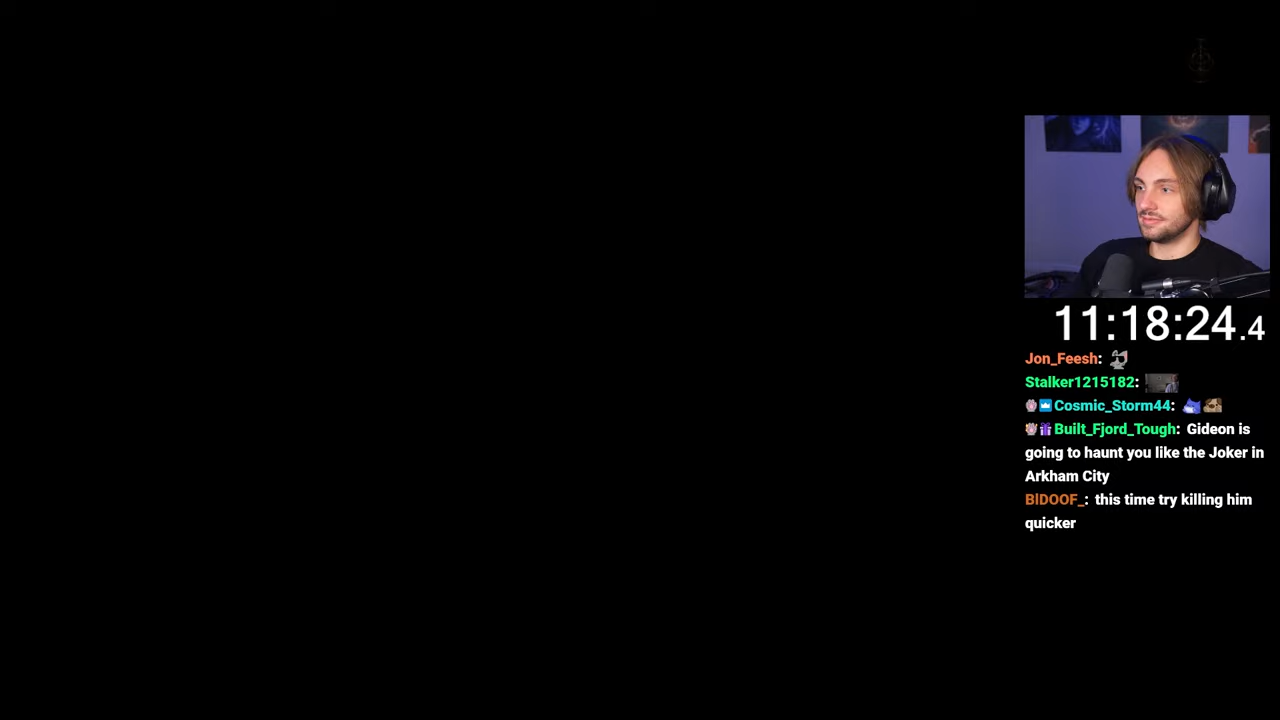 11:18:24.4
Jon_Feesh:
Stalker1215182:
Cosmic_Storm44:
Built_Fjord_Tough: Gideon is
going to haunt you like the Joker in
Arkham City
BIDOOF_: this time try killing him
quicker